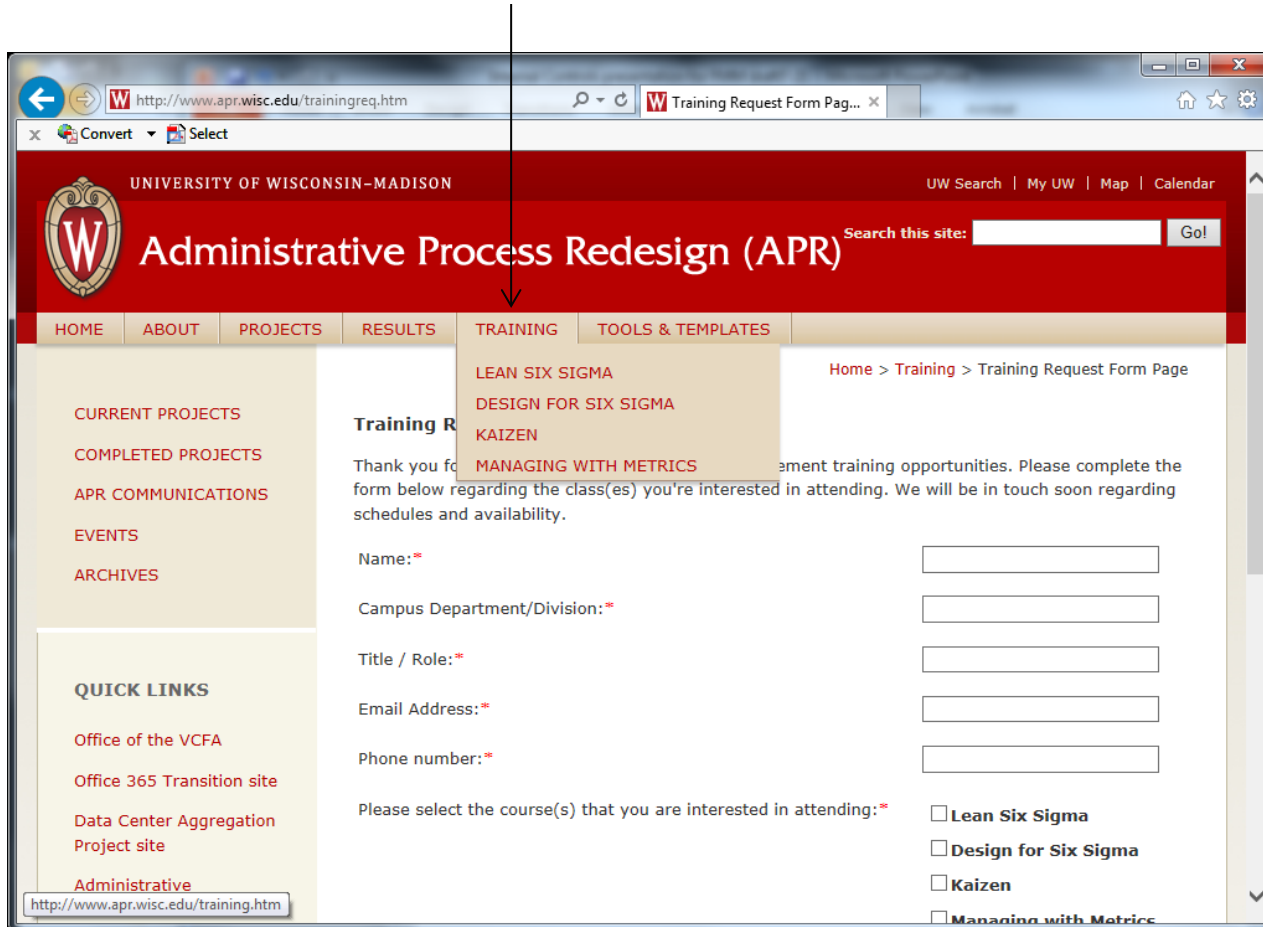 http://www.apr.wisc.edu/trainingreq.htm
Training Request Form Pag...
x Convert Select
UNIVERSITY OF WISCONSIN–MADISON
UW Search | My UW | Map | Calendar
W
Administrative Process Redesign (APR)
Search this site:
Go!
HOME ABOUT PROJECTS RESULTS TRAINING TOOLS & TEMPLATES
LEAN SIX SIGMA
DESIGN FOR SIX SIGMA
KAIZEN
MANAGING WITH METRICS
Home > Training > Training Request Form Page
CURRENT PROJECTS
COMPLETED PROJECTS
APR COMMUNICATIONS
EVENTS
ARCHIVES
QUICK LINKS
Office of the VCFA
Office 365 Transition site
Data Center Aggregation
Project site
Administrative
http://www.apr.wisc.edu/training.htm
Training R
Thank you fo ement training opportunities. Please complete the
form below regarding the class(es) you're interested in attending. We will be in touch soon regarding
schedules and availability.
Name:*
Campus Department/Division:*
Title / Role:*
Email Address:*
Phone number:*
Please select the course(s) that you are interested in attending:*
Lean Six Sigma
Design for Six Sigma
Kaizen
Managing with Metrics